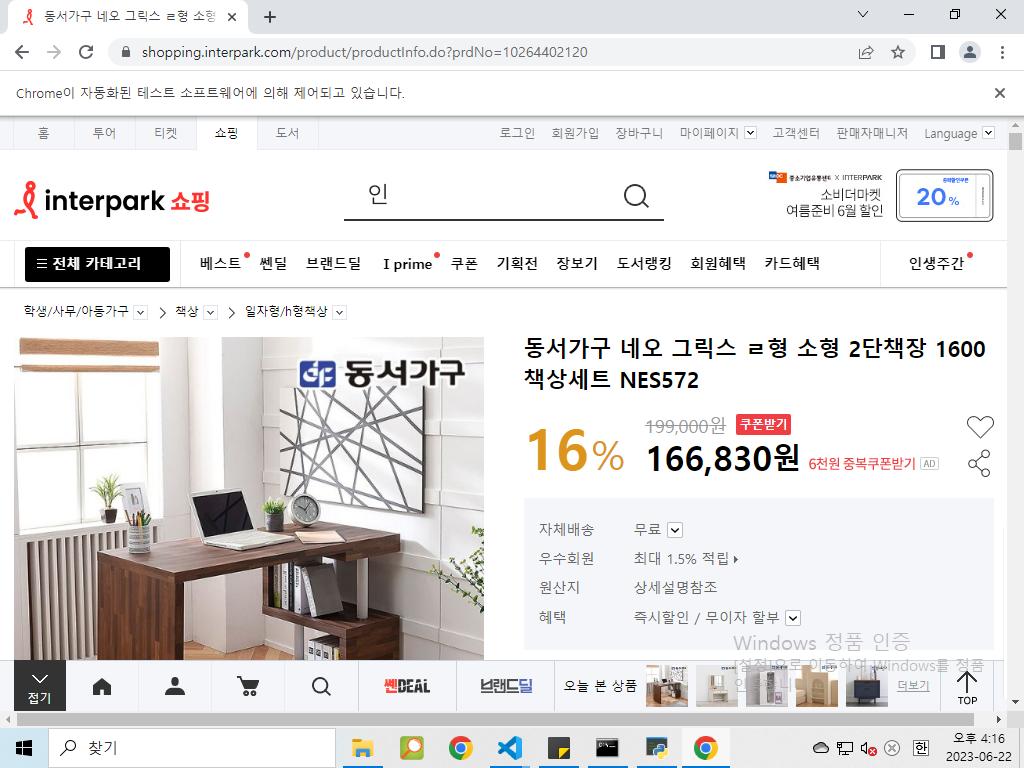 동서가구 네오 그릭스 ㄹ형 소형
shopping.interpark.com/product/productInfo.do?prdNo=10264402120
Chrome이 자동화된 테스트 소프트웨어에 의해 제어되고 있습니다.
홈 투어 티켓 쇼핑 도서 로그인 회원가입 장바구니 마이페이지 고객센터 판매자매니저 Language
interpark 쇼핑
인
중소기업유통센터 X INTERPARK
소비더마켓
여름준비 6월 할인
중복할인쿠폰
20%
전체 카테고리 베스트 쎈딜 브랜드딜 I prime 쿠폰 기획전 장보기 도서랭킹 회원혜택 카드혜택 인생주간
학생/사무/아동가구 책상 일자형/h형책상
동서가구
동서가구 네오 그릭스 ㄹ형 소형 2단책장 1600
책상세트 NES572
16% 199,000원 쿠폰받기
166,830원 6천원 중복쿠폰받기 AD
자체배송 무료
우수회원 최대 1.5% 적립
원산지 상세설명참조
혜택 즉시할인 / 무이자 할부
Windows 정품 인증
[설정]으로 이동하여 Windows를 정품
접기 쎈DEAL 브랜드딜 오늘 본 상품 더보기 TOP
찾기
한
오후 4:16
2023-06-22